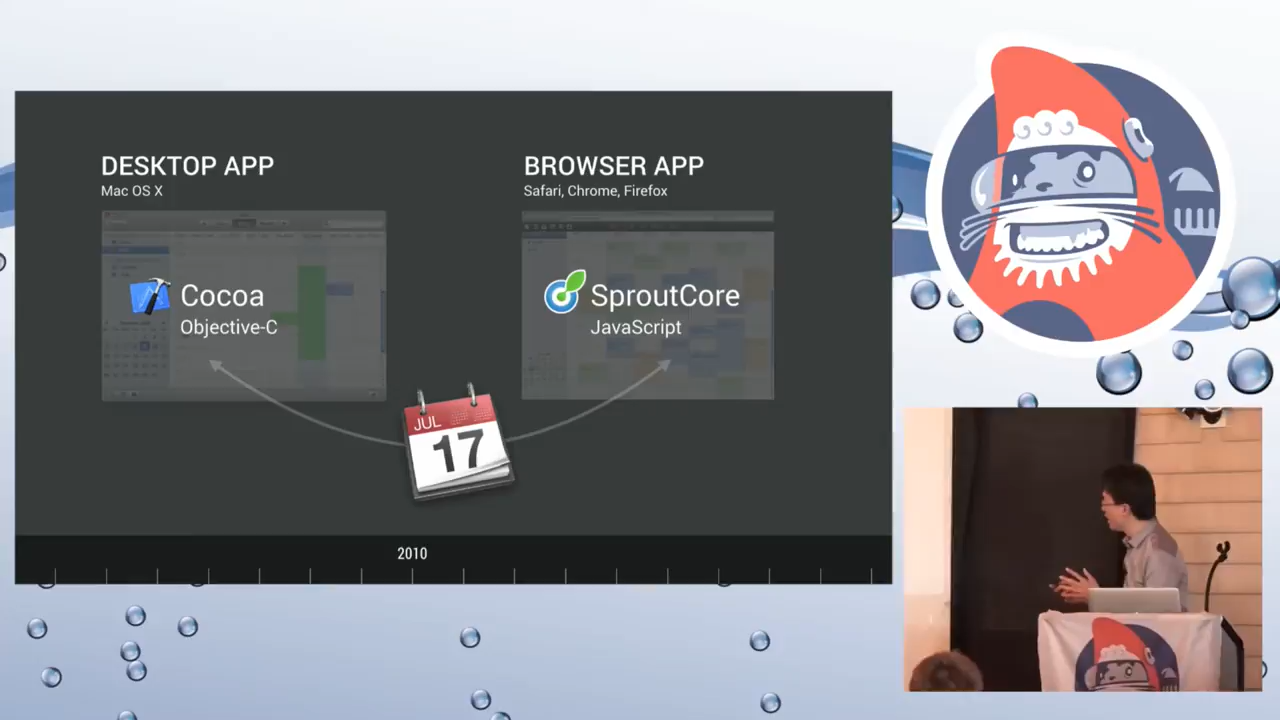 DESKTOP APP
Mac OS X
BROWSER APP
Safari, Chrome, Firefox
Cocoa
Objective-C
SproutCore
JavaScript
JUL
17
2010